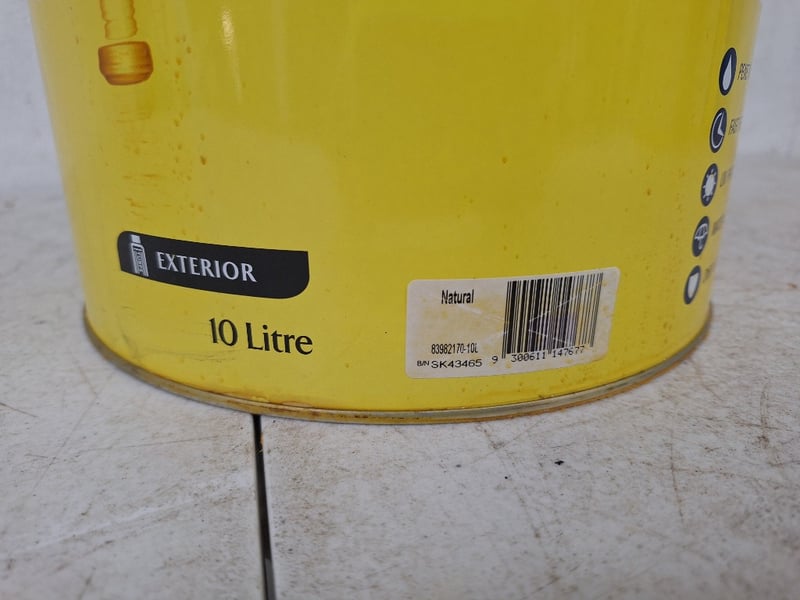 EXTERIOR
10 Litre
Natural
83982170-10L
B/N SK43465
9 300611 147677